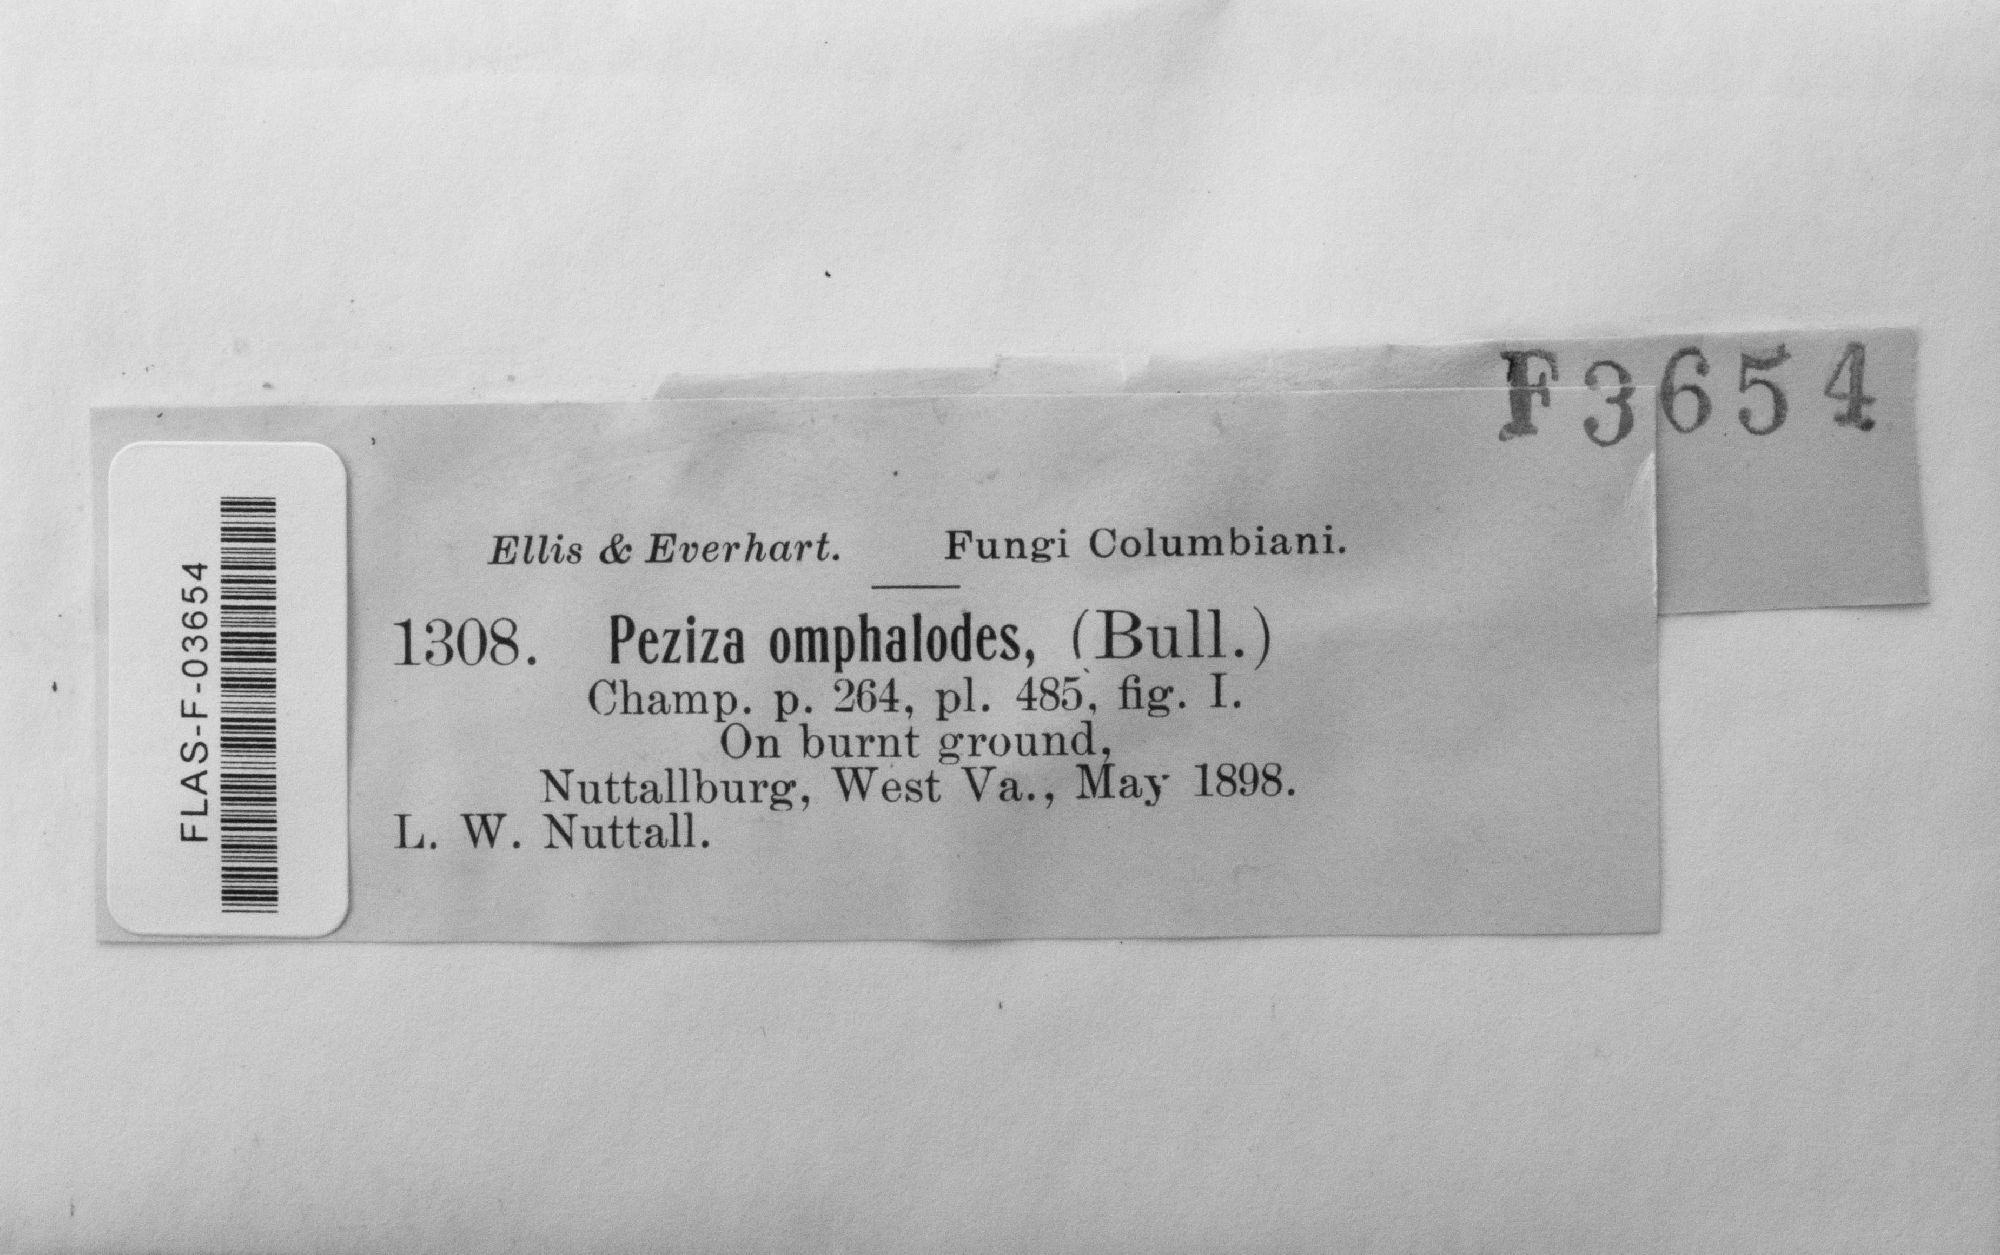 F3654
FLAS-F-03654
Ellis & Everhart. Fungi Columbiani.
1308. Peziza omphalodes, (Bull.)
Champ. p. 264, pl. 485, fig. I.
On burnt ground,
Nuttallburg, West Va., May 1898.
L. W. Nuttall.